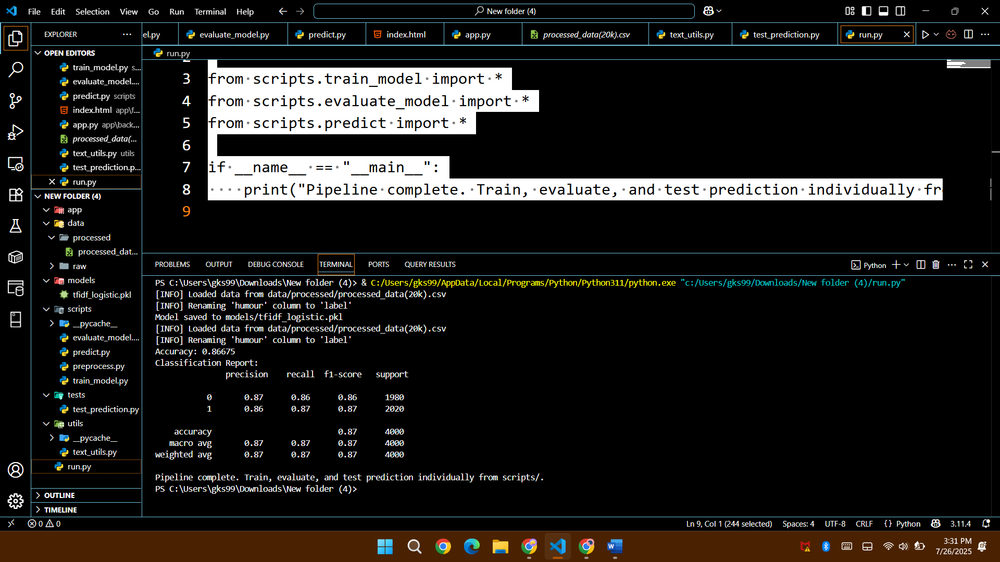 File Edit Selection View Go Run Terminal Help
New folder (4)
EXPLORER
el.py evaluate_model.py predict.py index.html app.py processed_data(20k).csv text_utils.py test_prediction.py run.py
OPEN EDITORS
train_model.py s...
evaluate_model....
predict.py scripts
index.html app\f...
app.py app\back...
processed_data(...
text_utils.py utils
test_prediction.p...
run.py
NEW FOLDER (4)
app
data
processed
processed_dat...
raw
models
tfidf_logistic.pkl
scripts
__pycache__
evaluate_model....
predict.py
preprocess.py
train_model.py
tests
test_prediction.py
utils
__pycache__
text_utils.py
run.py
OUTLINE
TIMELINE
run.py
3 from scripts.train_model import *
4 from scripts.evaluate_model import *
5 from scripts.predict import *
6
7 if __name__ == "__main__":
8 print("Pipeline complete. Train, evaluate, and test prediction individually fr
9
PROBLEMS OUTPUT DEBUG CONSOLE TERMINAL PORTS QUERY RESULTS
Python
PS C:\Users\gks99\Downloads\New folder (4)> & C:/Users/gks99/AppData/Local/Programs/Python/Python311/python.exe "c:/Users/gks99/Downloads/New folder (4)/run.py"
[INFO] Loaded data from data/processed/processed_data(20k).csv
[INFO] Renaming 'humour' column to 'label'
Model saved to models/tfidf_logistic.pkl
[INFO] Loaded data from data/processed/processed_data(20k).csv
[INFO] Renaming 'humour' column to 'label'
Accuracy: 0.86675
Classification Report:
precision recall f1-score support
0 0.87 0.86 0.86 1980
1 0.86 0.87 0.87 2020
accuracy 0.87 4000
macro avg 0.87 0.87 0.87 4000
weighted avg 0.87 0.87 0.87 4000
Pipeline complete. Train, evaluate, and test prediction individually from scripts/.
PS C:\Users\gks99\Downloads\New folder (4)>
0 0
Ln 9, Col 1 (244 selected) Spaces: 4 UTF-8 CRLF {} Python 3.11.4
3:31 PM
7/26/2025